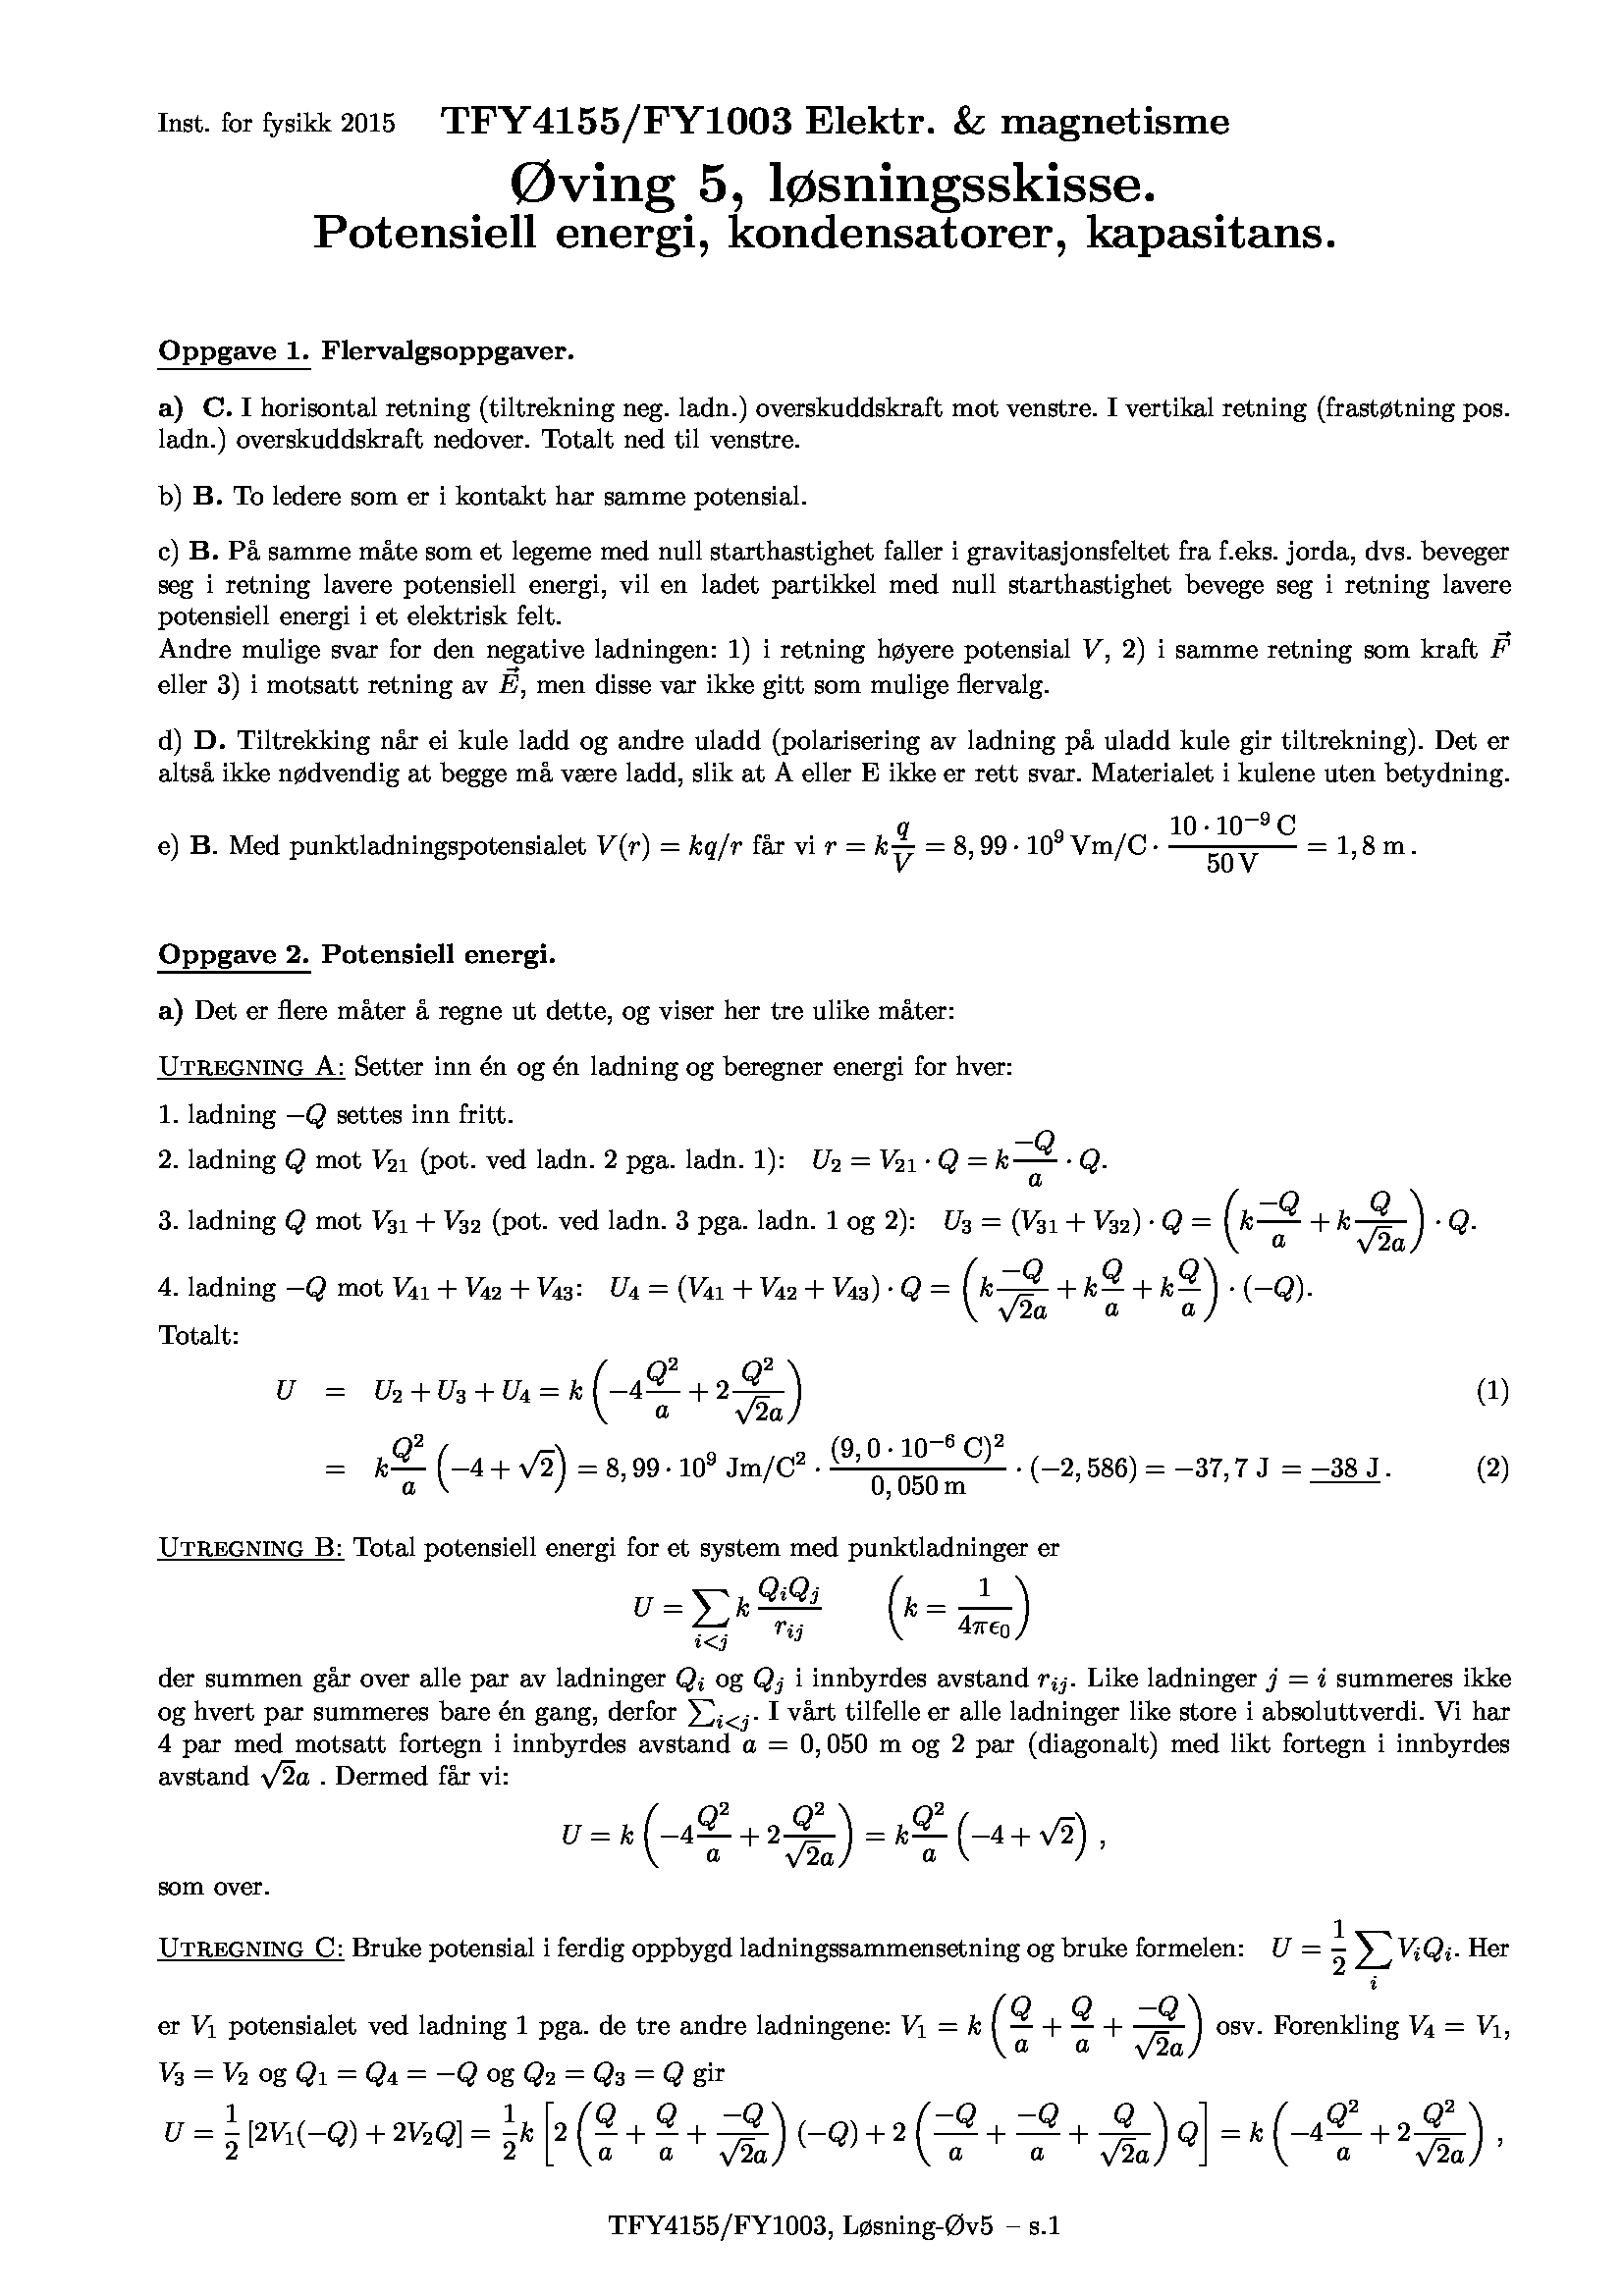 Inst. for fysikk 2015 TFY4155/FY1003 Elektr. & magnetisme
Øving 5, løsningsskisse.
Potensiell energi, kondensatorer, kapasitans.
Oppgave 1. Flervalgsoppgaver.
a) C. I horisontal retning (tiltrekning neg. ladn.) overskuddskraft mot venstre. I vertikal retning (frastøtning pos.
ladn.) overskuddskraft nedover. Totalt ned til venstre.
b) B. To ledere som er i kontakt har samme potensial.
c) B. På samme måte som et legeme med null starthastighet faller i gravitasjonsfeltet fra f.eks. jorda, dvs. beveger
seg i retning lavere potensiell energi, vil en ladet partikkel med null starthastighet bevege seg i retning lavere
potensiell energi i et elektrisk felt.
Andre mulige svar for den negative ladningen: 1) i retning høyere potensial $V$, 2) i samme retning som kraft $\vec{F}$
eller 3) i motsatt retning av $\vec{E}$, men disse var ikke gitt som mulige flervalg.
d) D. Tiltrekking når ei kule ladd og andre uladd (polarisering av ladning på uladd kule gir tiltrekning). Det er
altså ikke nødvendig at begge må være ladd, slik at A eller E ikke er rett svar. Materialet i kulene uten betydning.
e) B. Med punktladningspotensialet $V(r) = kq/r$ får vi $r = k\frac{q}{V} = 8,99 \cdot 10^9 \,\mathrm{Vm/C} \cdot \frac{10 \cdot 10^{-9}\,\mathrm{C}}{50\,\mathrm{V}} = 1,8\,\mathrm{m}$.
Oppgave 2. Potensiell energi.
a) Det er flere måter å regne ut dette, og viser her tre ulike måter:
UTREGNING A: Setter inn én og én ladning og beregner energi for hver:
1. ladning $-Q$ settes inn fritt.
2. ladning $Q$ mot $V_{21}$ (pot. ved ladn. 2 pga. ladn. 1): $U_2 = V_{21} \cdot Q = k\frac{-Q}{a} \cdot Q$.
3. ladning $Q$ mot $V_{31} + V_{32}$ (pot. ved ladn. 3 pga. ladn. 1 og 2): $U_3 = (V_{31} + V_{32}) \cdot Q = \left(k\frac{-Q}{a} + k\frac{Q}{\sqrt{2}a}\right) \cdot Q$.
4. ladning $-Q$ mot $V_{41} + V_{42} + V_{43}$: $U_4 = (V_{41} + V_{42} + V_{43}) \cdot Q = \left(k\frac{-Q}{\sqrt{2}a} + k\frac{Q}{a} + k\frac{Q}{a}\right) \cdot (-Q)$.
Totalt:
$U = U_2 + U_3 + U_4 = k\left(-4\frac{Q^2}{a} + 2\frac{Q^2}{\sqrt{2}a}\right)$ (1)
$= k\frac{Q^2}{a}\left(-4 + \sqrt{2}\right) = 8,99 \cdot 10^9 \,\mathrm{Jm/C^2} \cdot \frac{(9,0 \cdot 10^{-6}\,\mathrm{C})^2}{0,050\,\mathrm{m}} \cdot (-2,586) = -37,7\,\mathrm{J} = \underline{-38\,\mathrm{J}}$. (2)
UTREGNING B: Total potensiell energi for et system med punktladninger er
$U = \sum_{i<j} k\frac{Q_iQ_j}{r_{ij}} \qquad \left(k = \frac{1}{4\pi\epsilon_0}\right)$
der summen går over alle par av ladninger $Q_i$ og $Q_j$ i innbyrdes avstand $r_{ij}$. Like ladninger $j = i$ summeres ikke
og hvert par summeres bare én gang, derfor $\sum_{i<j}$. I vårt tilfelle er alle ladninger like store i absoluttverdi. Vi har
4 par med motsatt fortegn i innbyrdes avstand $a = 0,050$ m og 2 par (diagonalt) med likt fortegn i innbyrdes
avstand $\sqrt{2}a$ . Dermed får vi:
$U = k\left(-4\frac{Q^2}{a} + 2\frac{Q^2}{\sqrt{2}a}\right) = k\frac{Q^2}{a}\left(-4 + \sqrt{2}\right)$ ,
som over.
UTREGNING C: Bruke potensial i ferdig oppbygd ladningssammensetning og bruke formelen: $U = \frac{1}{2}\sum_i V_iQ_i$. Her
er $V_1$ potensialet ved ladning 1 pga. de tre andre ladningene: $V_1 = k\left(\frac{Q}{a} + \frac{Q}{a} + \frac{-Q}{\sqrt{2}a}\right)$ osv. Forenkling $V_4 = V_1$,
$V_3 = V_2$ og $Q_1 = Q_4 = -Q$ og $Q_2 = Q_3 = Q$ gir
$U = \frac{1}{2}\left[2V_1(-Q) + 2V_2Q\right] = \frac{1}{2}k\left[2\left(\frac{Q}{a} + \frac{Q}{a} + \frac{-Q}{\sqrt{2}a}\right)(-Q) + 2\left(\frac{-Q}{a} + \frac{-Q}{a} + \frac{Q}{\sqrt{2}a}\right)Q\right] = k\left(-4\frac{Q^2}{a} + 2\frac{Q^2}{\sqrt{2}a}\right)$ ,
TFY4155/FY1003, Løsning-Øv5 – s.1